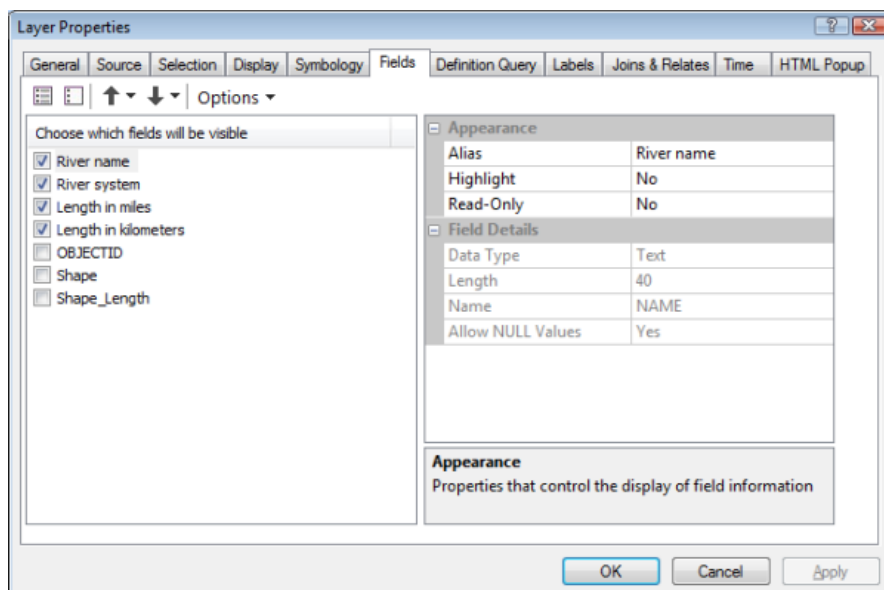 Layer Properties
General Source Selection Display Symbology Fields Definition Query Labels Joins & Relates Time HTML Popup
Options
Choose which fields will be visible
River name
River system
Length in miles
Length in kilometers
OBJECTID
Shape
Shape_Length
Appearance
Alias River name
Highlight No
Read-Only No
Field Details
Data Type Text
Length 40
Name NAME
Allow NULL Values Yes
Appearance
Properties that control the display of field information
OK Cancel Apply